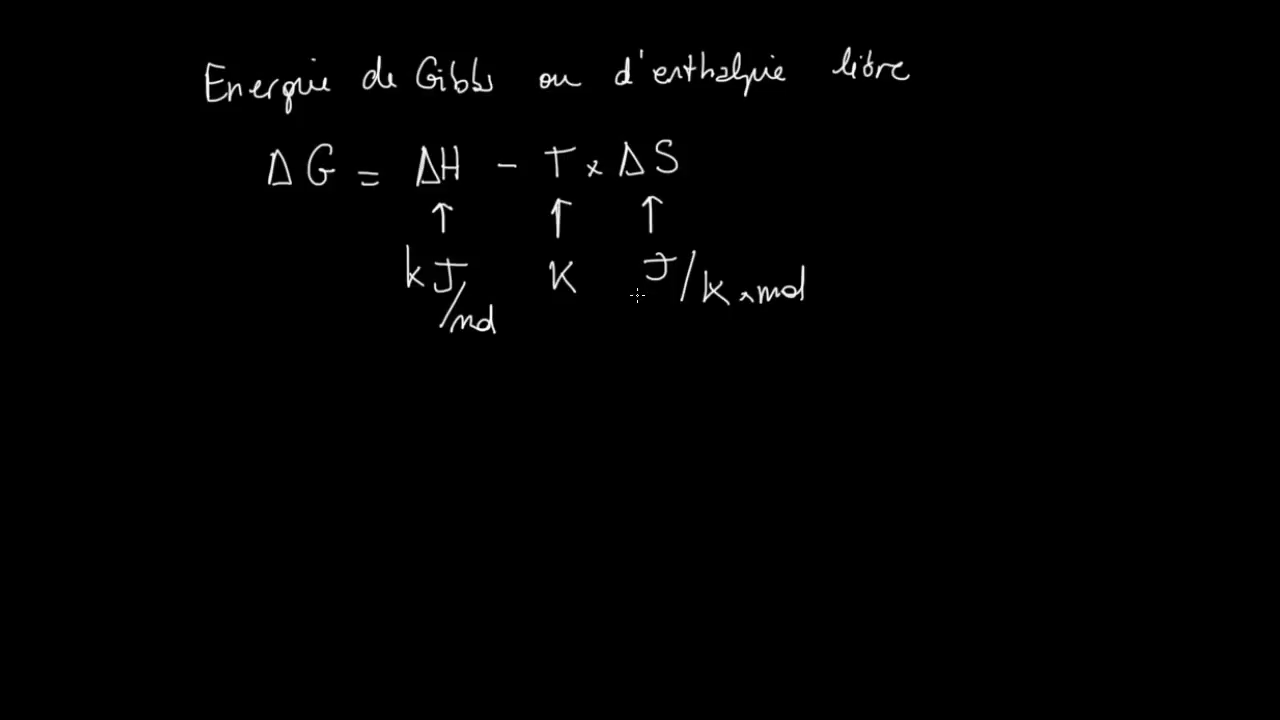 Energie de Gibbs ou d'enthalpie libre
ΔG = ΔH - T x ΔS
↑ ↑ ↑
kJ/mol K J/K x mol